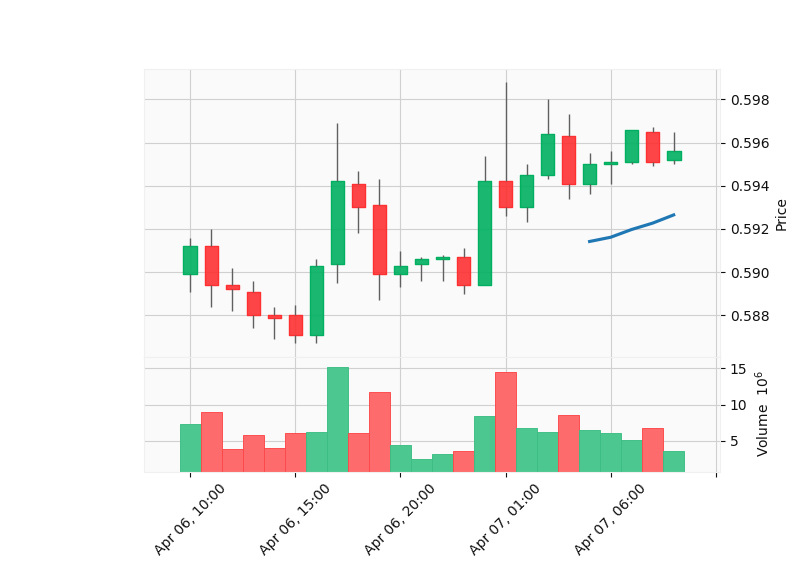 0.598
0.596
0.594
0.592
0.590
0.588
Price
15
10
5
Volume 10^6
Apr 06, 10:00
Apr 06, 15:00
Apr 06, 20:00
Apr 07, 01:00
Apr 07, 06:00